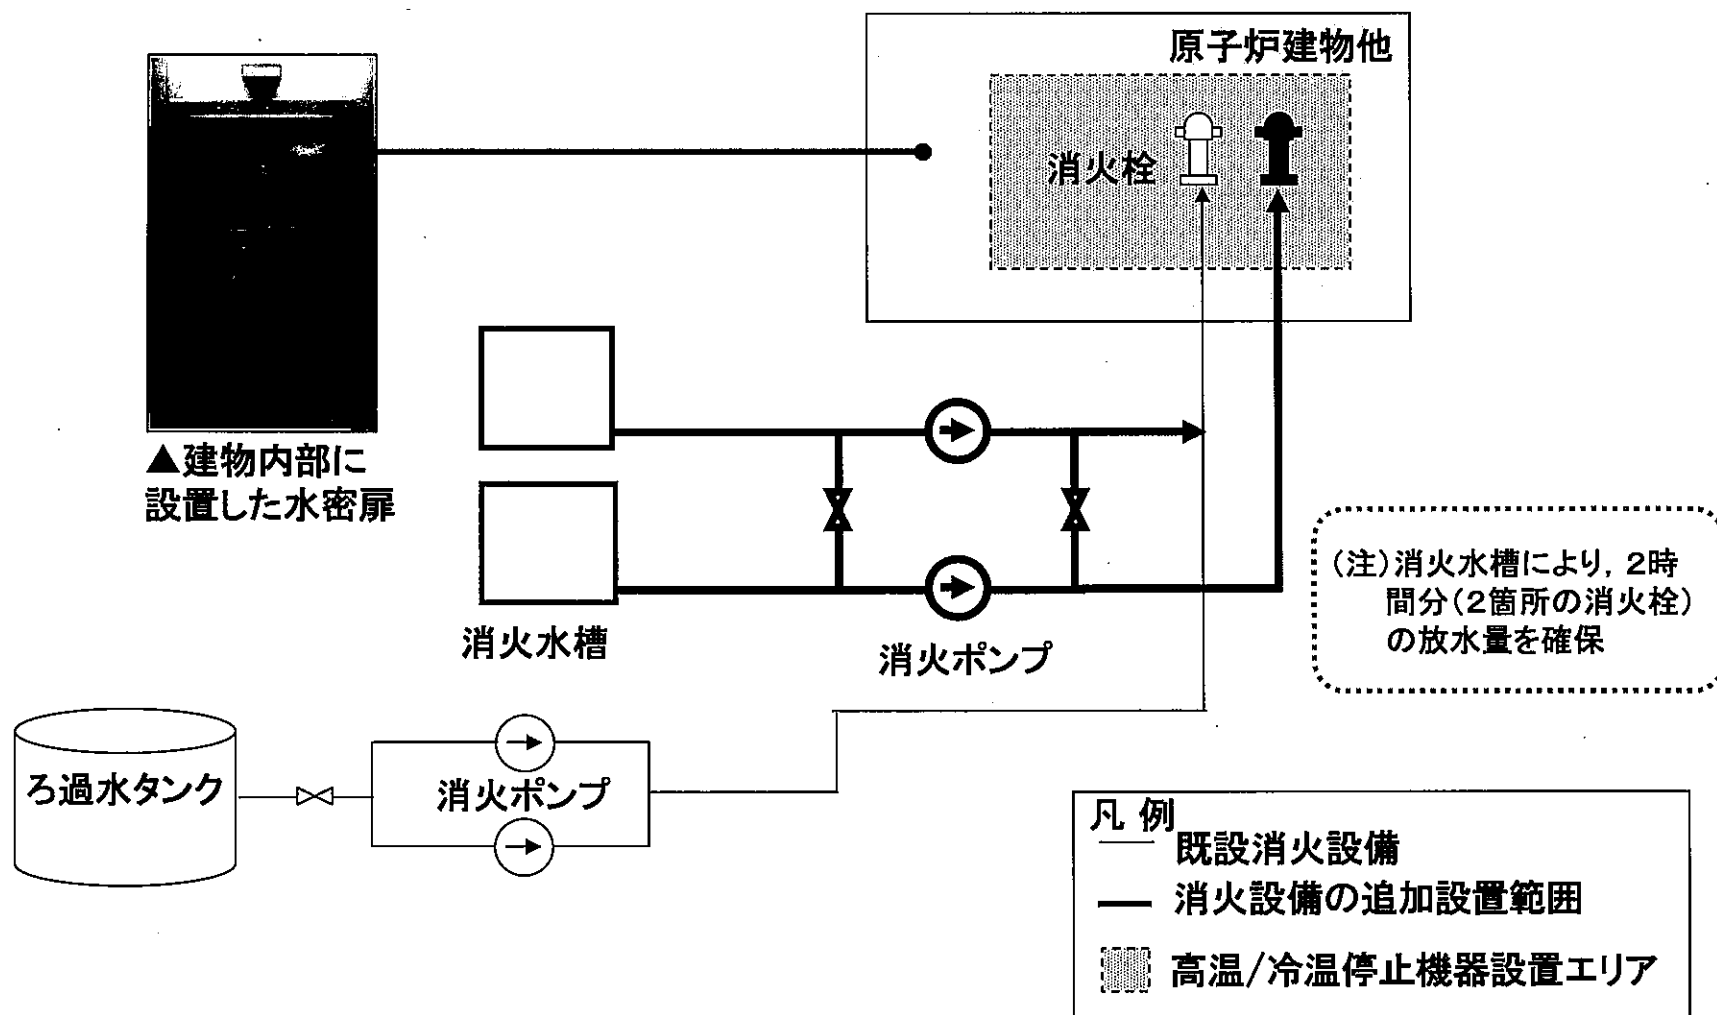 原子炉建物他
消火栓
▲建物内部に
設置した水密扉
(注)消火水槽により，2時
間分(2箇所の消火栓)
の放水量を確保
消火水槽
消火ポンプ
ろ過水タンク
消火ポンプ
凡 例
既設消火設備
消火設備の追加設置範囲
高温/冷温停止機器設置エリア